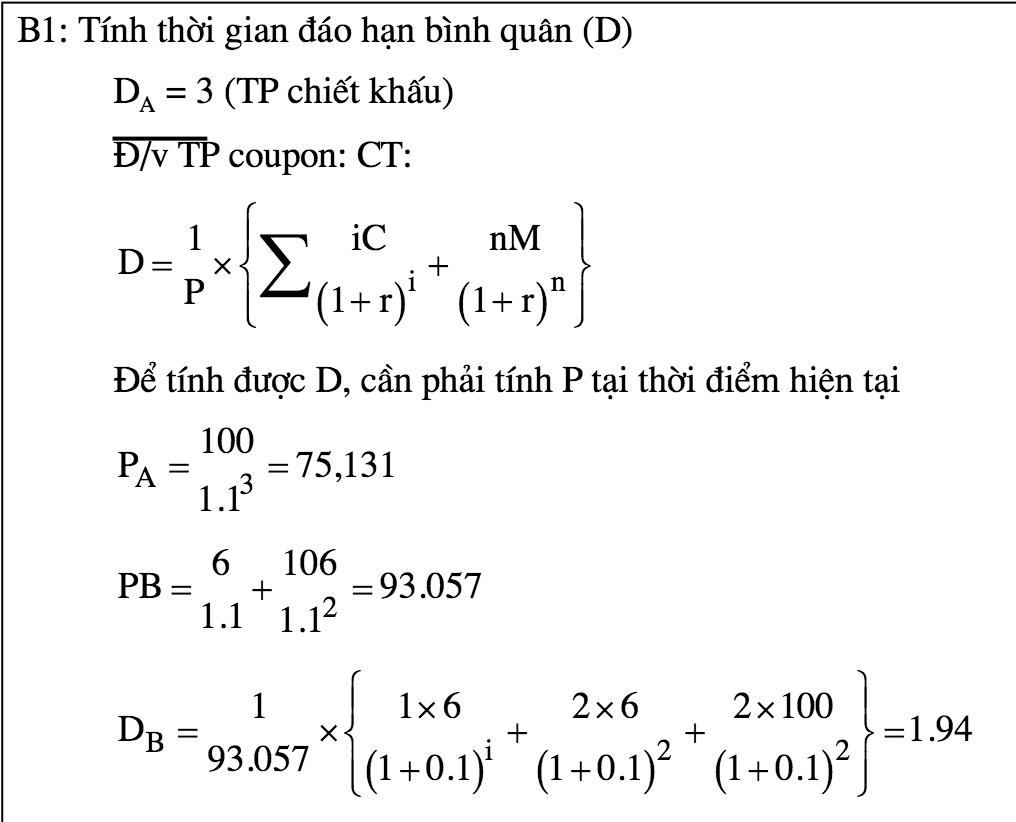 B1: Tính thời gian đáo hạn bình quân (D)
D_A = 3 (TP chiết khấu)
Đ/v TP coupon: CT:
D = 1/P × { ∑ iC/(1+r)^i + nM/(1+r)^n }
Để tính được D, cần phải tính P tại thời điểm hiện tại
P_A = 100/1.1^3 = 75,131
PB = 6/1.1 + 106/1.1^2 = 93.057
D_B = 1/93.057 × { 1×6/(1+0.1)^i + 2×6/(1+0.1)^2 + 2×100/(1+0.1)^2 } = 1.94